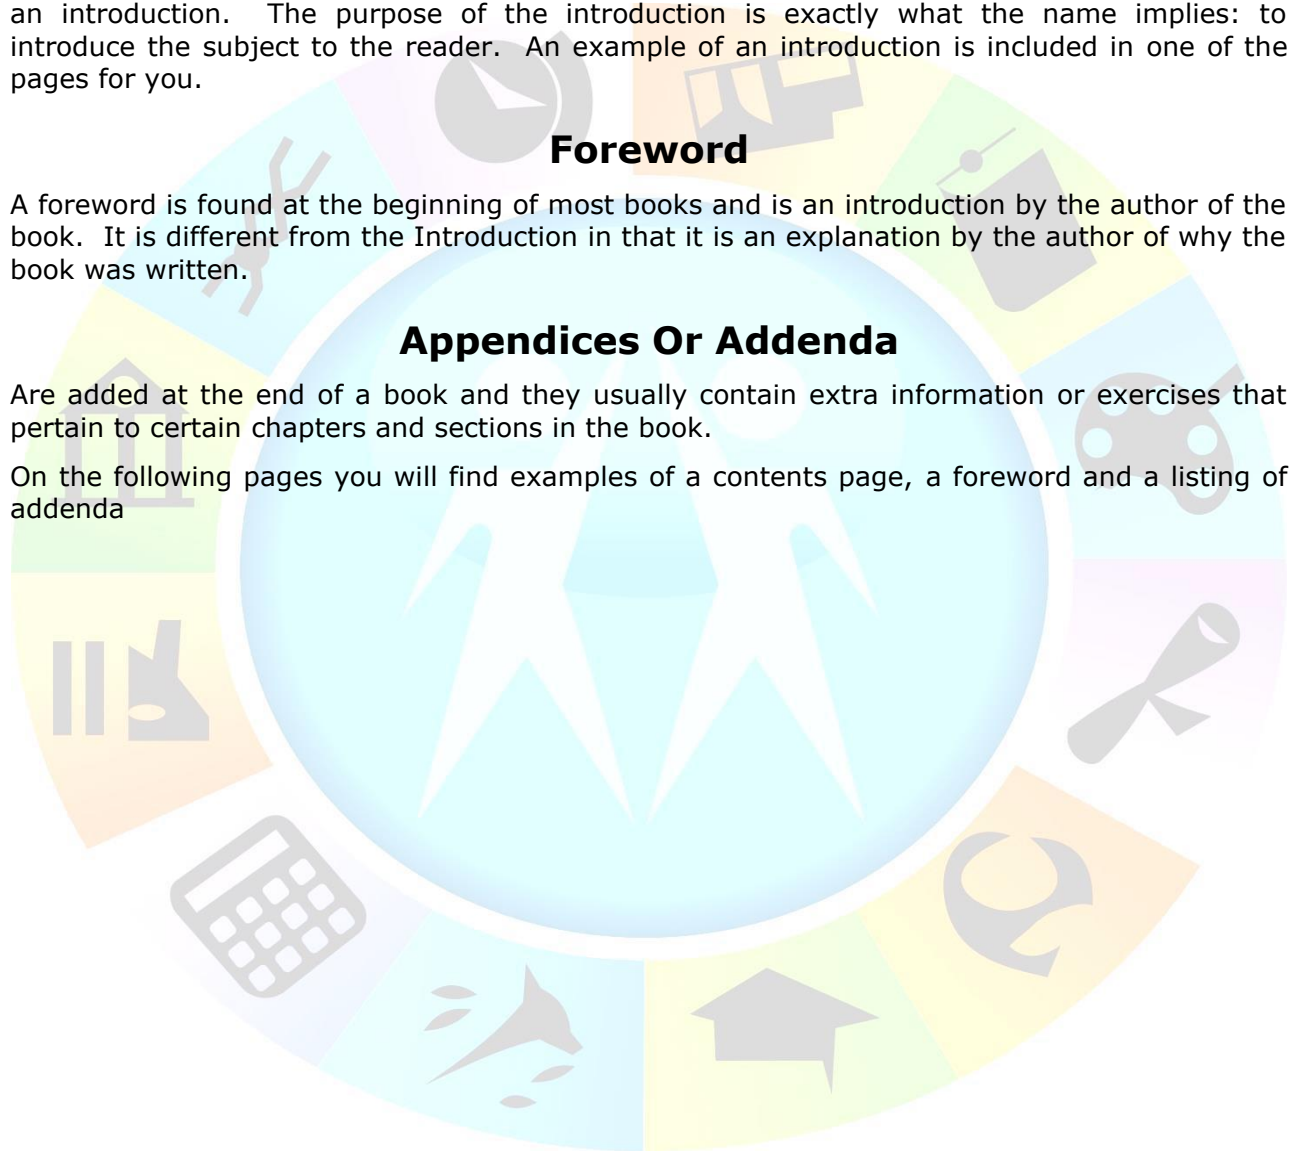 an introduction. The purpose of the introduction is exactly what the name implies: to
introduce the subject to the reader. An example of an introduction is included in one of the
pages for you.
Foreword
A foreword is found at the beginning of most books and is an introduction by the author of the
book. It is different from the Introduction in that it is an explanation by the author of why the
book was written.
Appendices Or Addenda
Are added at the end of a book and they usually contain extra information or exercises that
pertain to certain chapters and sections in the book.
On the following pages you will find examples of a contents page, a foreword and a listing of
addenda